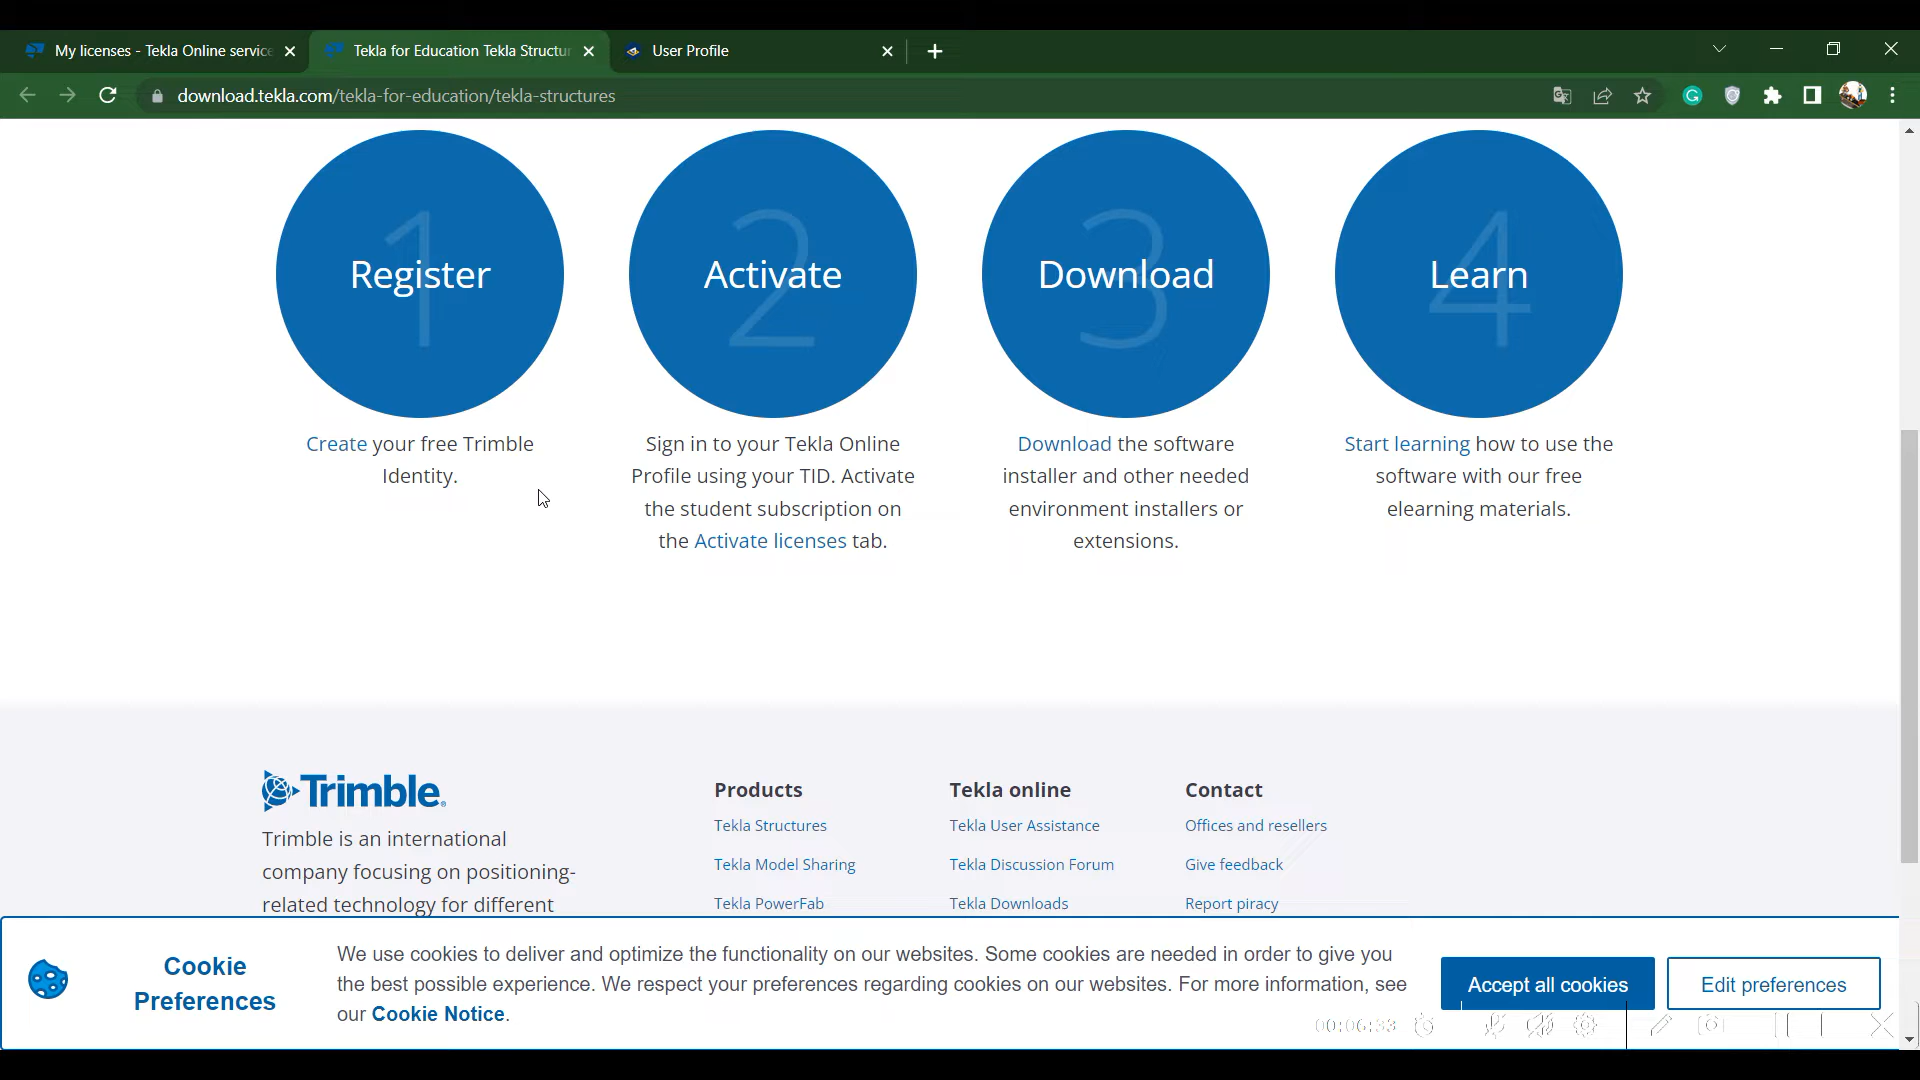 My licenses - Tekla Online service
Tekla for Education Tekla Structur
User Profile
download.tekla.com/tekla-for-education/tekla-structures
1
Register
2
Activate
3
Download
4
Learn
Create your free Trimble
Identity.
Sign in to your Tekla Online
Profile using your TID. Activate
the student subscription on
the Activate licenses tab.
Download the software
installer and other needed
environment installers or
extensions.
Start learning how to use the
software with our free
elearning materials.
Trimble
Trimble is an international
company focusing on positioning-
related technology for different
Products
Tekla Structures
Tekla Model Sharing
Tekla PowerFab
Tekla online
Tekla User Assistance
Tekla Discussion Forum
Tekla Downloads
Contact
Offices and resellers
Give feedback
Report piracy
Cookie
Preferences
We use cookies to deliver and optimize the functionality on our websites. Some cookies are needed in order to give you
the best possible experience. We respect your preferences regarding cookies on our websites. For more information, see
our Cookie Notice.
Accept all cookies
Edit preferences
00:06:33